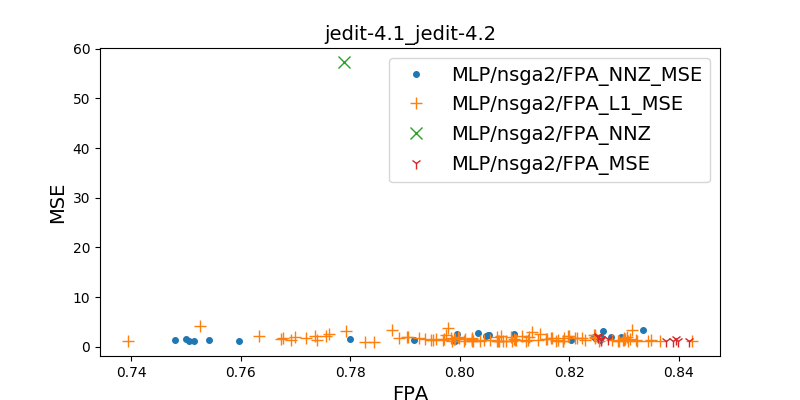 jedit-4.1_jedit-4.2
MLP/nsga2/FPA_NNZ_MSE
MLP/nsga2/FPA_L1_MSE
MLP/nsga2/FPA_NNZ
MLP/nsga2/FPA_MSE
MSE
60
50
40
30
20
10
0
0.74 0.76 0.78 0.80 0.82 0.84
FPA